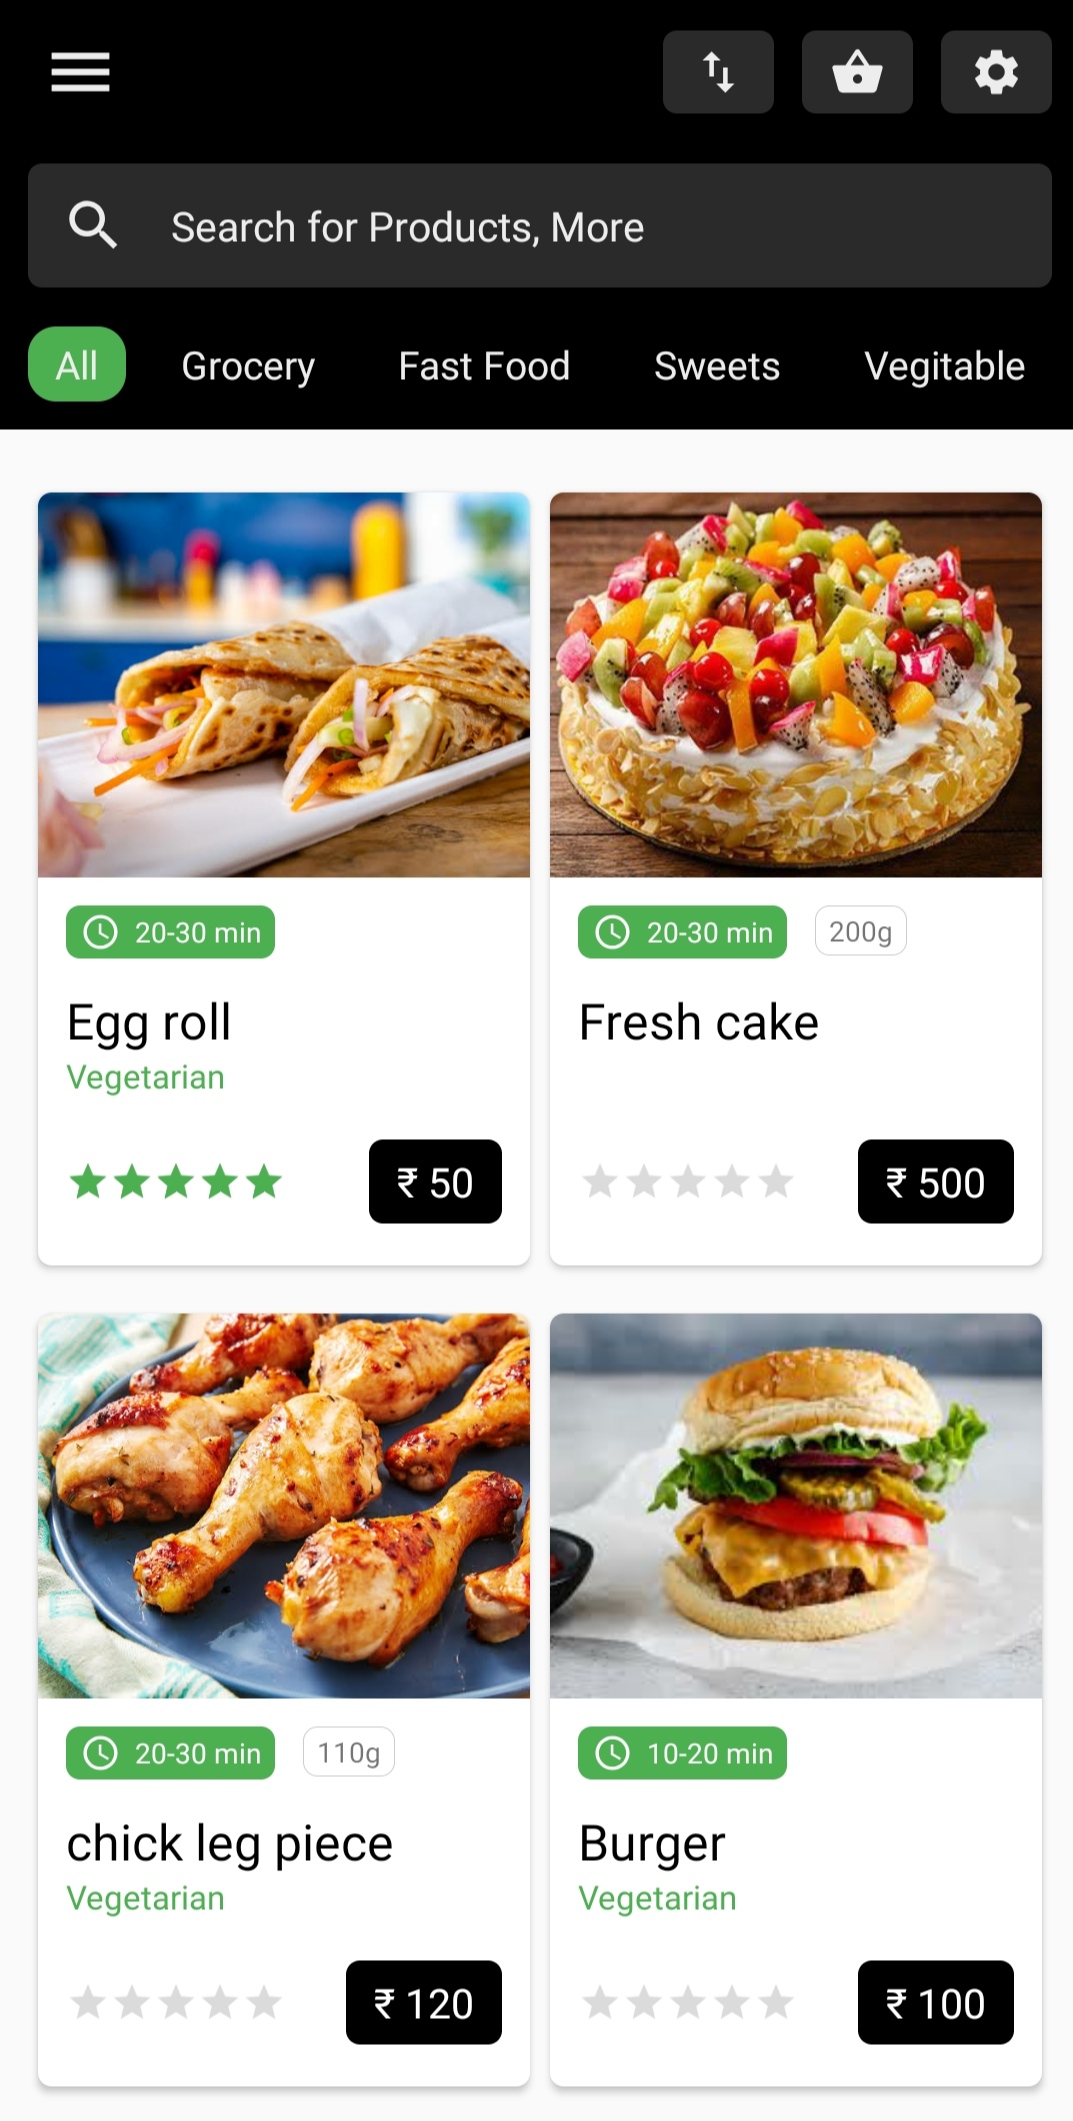 Search for Products, More
All Grocery Fast Food Sweets Vegitable
20-30 min
Egg roll
Vegetarian
₹ 50
20-30 min 200g
Fresh cake
₹ 500
20-30 min 110g
chick leg piece
Vegetarian
₹ 120
10-20 min
Burger
Vegetarian
₹ 100